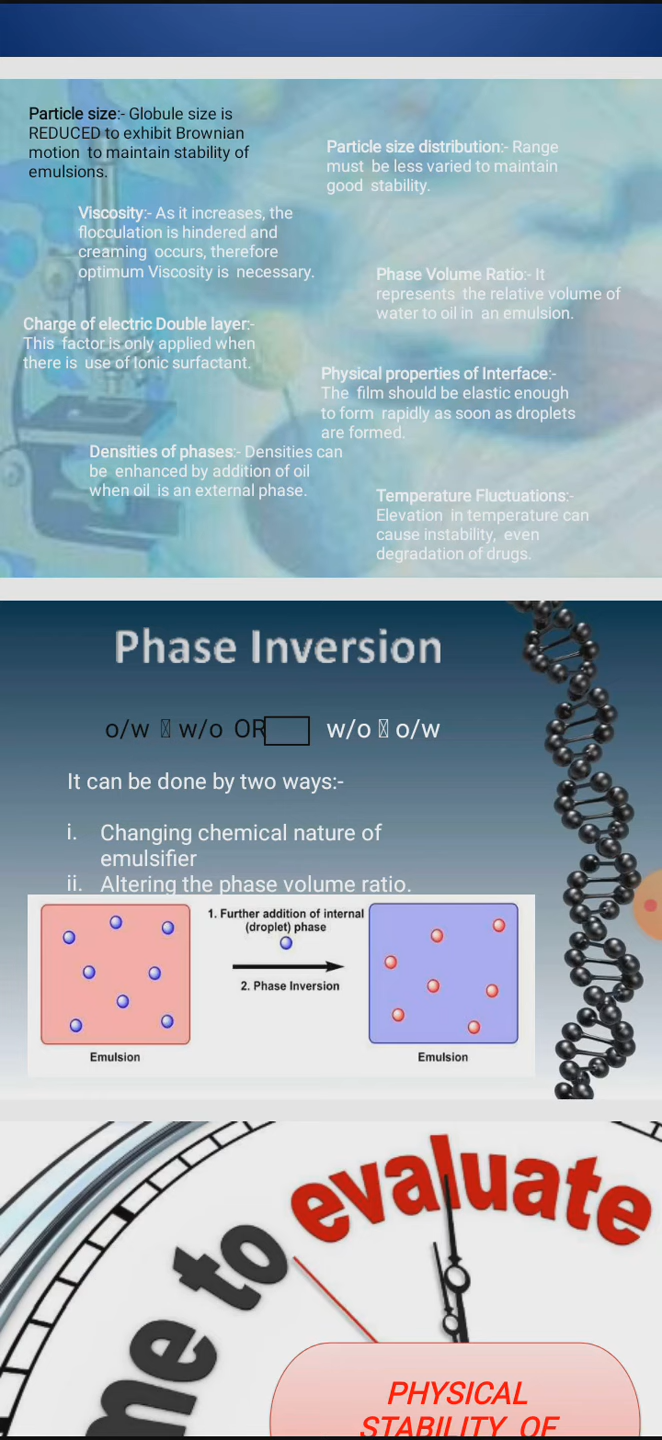 Particle size:- Globule size is
REDUCED to exhibit Brownian
motion to maintain stability of
emulsions.
Particle size distribution:- Range
must be less varied to maintain
good stability.
Viscosity:- As it increases, the
flocculation is hindered and
creaming occurs, therefore
optimum Viscosity is necessary.
Phase Volume Ratio:- It
represents the relative volume of
water to oil in an emulsion.
Charge of electric Double layer:-
This factor is only applied when
there is use of Ionic surfactant.
Physical properties of Interface:-
The film should be elastic enough
to form rapidly as soon as droplets
are formed.
Densities of phases:- Densities can
be enhanced by addition of oil
when oil is an external phase.
Temperature Fluctuations:-
Elevation in temperature can
cause instability, even
degradation of drugs.
Phase Inversion
o/w w/o OR w/o o/w
It can be done by two ways:-
i. Changing chemical nature of
emulsifier
ii. Altering the phase volume ratio.
1. Further addition of internal
(droplet) phase
2. Phase Inversion
Emulsion
Emulsion
me to evaluate
PHYSICAL
STABILITY OF